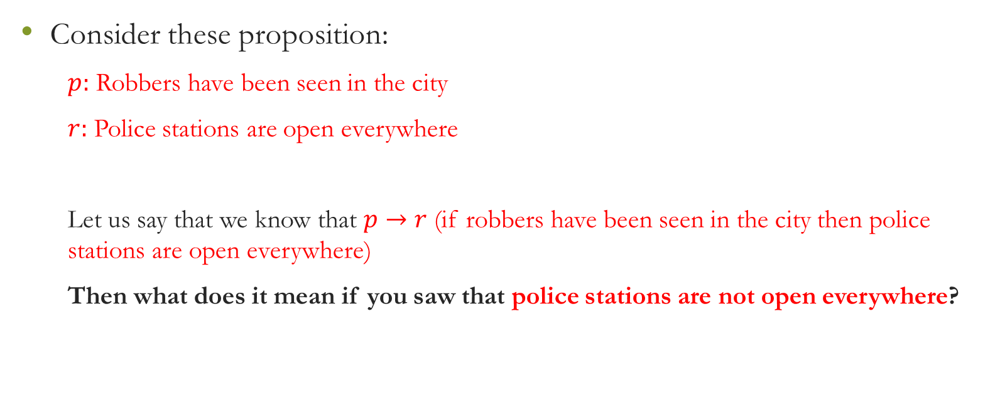 • Consider these proposition:
p: Robbers have been seen in the city
r: Police stations are open everywhere
Let us say that we know that p → r (if robbers have been seen in the city then police
stations are open everywhere)
Then what does it mean if you saw that police stations are not open everywhere?